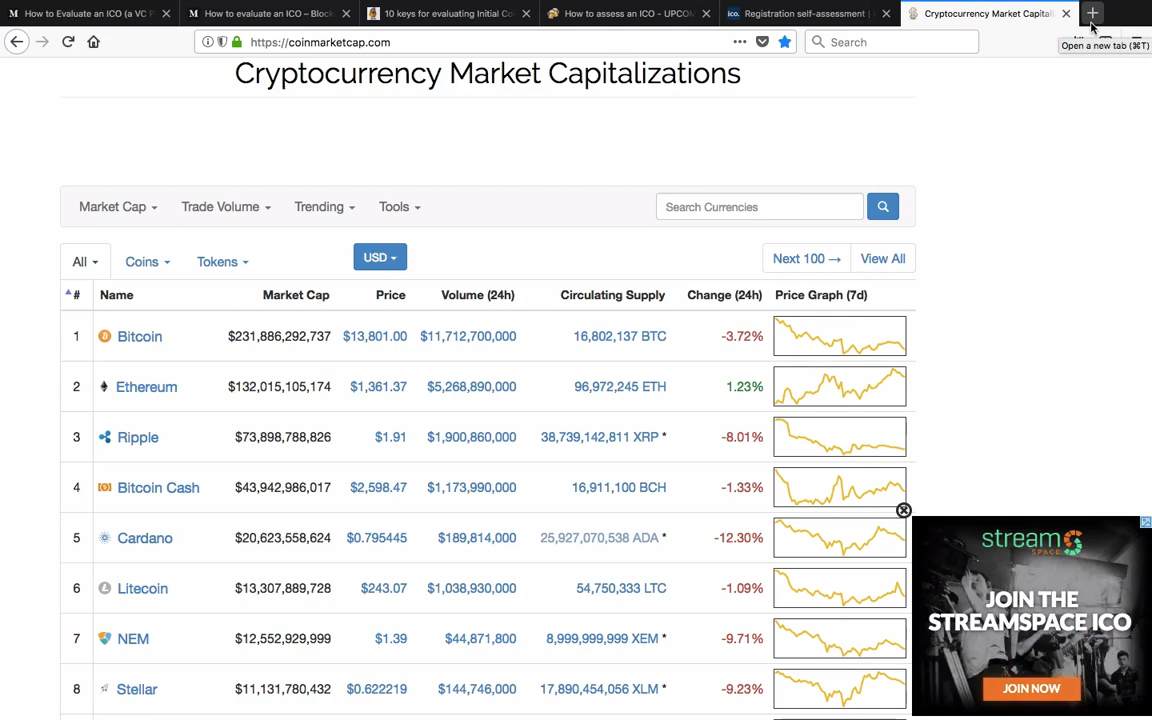 How to Evaluate an ICO (a VC P
How to evaluate an ICO – Block
10 keys for evaluating Initial Co
How to assess an ICO - UPCOM
ico. Registration self-assessment |
Cryptocurrency Market Capitaliz
Open a new tab (⌘T)
https://coinmarketcap.com
Search
Cryptocurrency Market Capitalizations
Market Cap Trade Volume Trending Tools Search Currencies
All Coins Tokens USD Next 100 → View All
# Name Market Cap Price Volume (24h) Circulating Supply Change (24h) Price Graph (7d)
1 Bitcoin $231,886,292,737 $13,801.00 $11,712,700,000 16,802,137 BTC -3.72%
2 Ethereum $132,015,105,174 $1,361.37 $5,268,890,000 96,972,245 ETH 1.23%
3 Ripple $73,898,788,826 $1.91 $1,900,860,000 38,739,142,811 XRP * -8.01%
4 Bitcoin Cash $43,942,986,017 $2,598.47 $1,173,990,000 16,911,100 BCH -1.33%
5 Cardano $20,623,558,624 $0.795445 $189,814,000 25,927,070,538 ADA * -12.30%
6 Litecoin $13,307,889,728 $243.07 $1,038,930,000 54,750,333 LTC -1.09%
7 NEM $12,552,929,999 $1.39 $44,871,800 8,999,999,999 XEM * -9.71%
8 Stellar $11,131,780,432 $0.622219 $144,746,000 17,890,454,056 XLM * -9.23%
stream
SPACE
JOIN THE
STREAMSPACE ICO
JOIN NOW